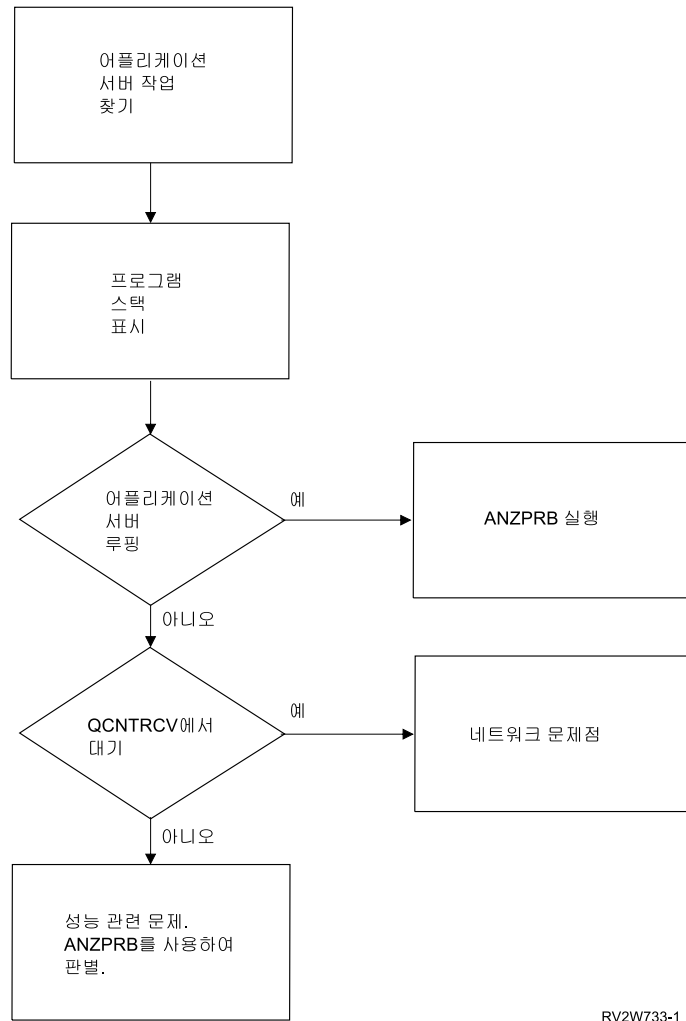 어플리케이션
서버 작업
찾기
프로그램
스택
표시
어플리케이션
서버
루핑
예
ANZPRB 실행
아니오
QCNTRCV에서
대기
예
네트워크 문제점
아니오
성능 관련 문제.
ANZPRB를 사용하여
판별.
RV2W733-1